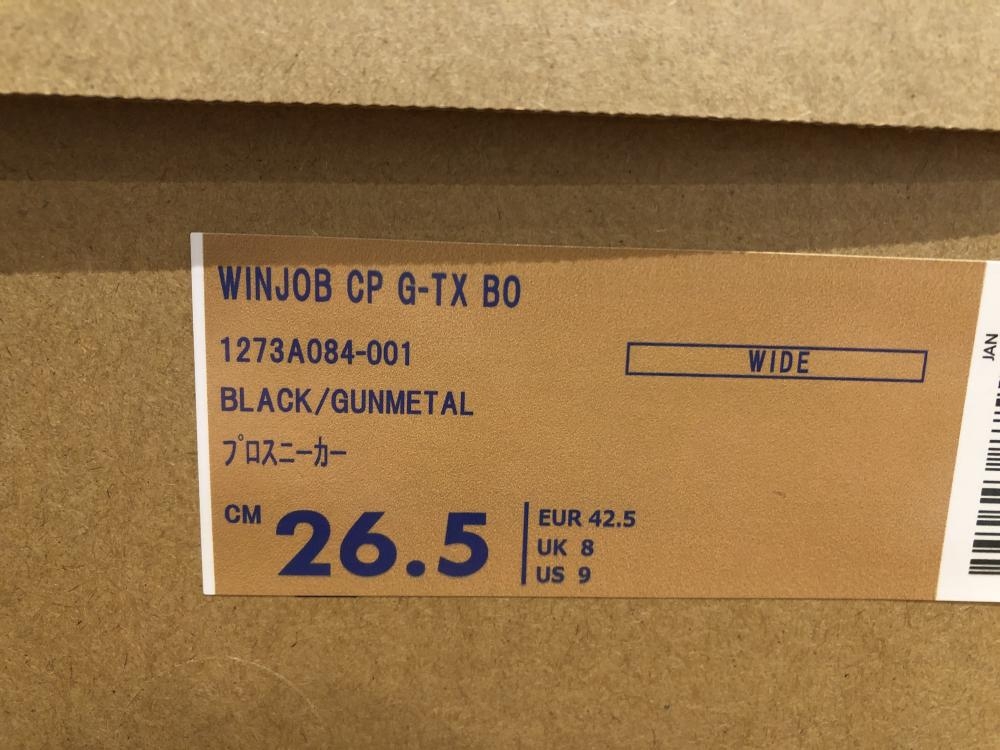 WINJOB CP G-TX BO
1273A084-001
WIDE
BLACK/GUNMETAL
プロスニーカー
CM 26.5
EUR 42.5
UK 8
US 9
JAN